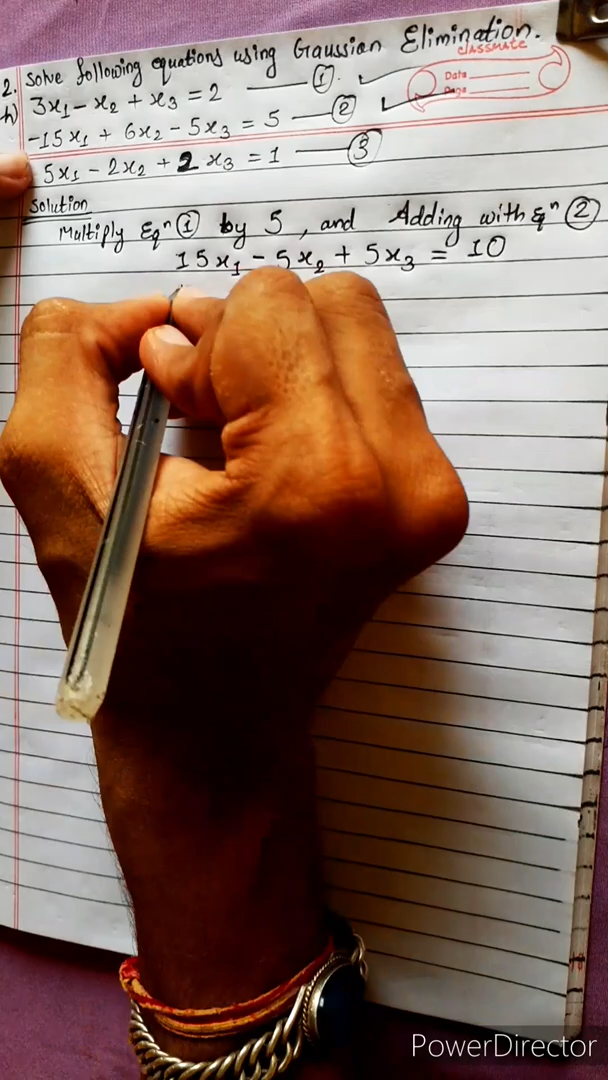 2. Solve following equations using Gaussian Elimination.
classmate
Date
Page
h) 3x₁ - x₂ + x₃ = 2 —— ①
-15x₁ + 6x₂ - 5x₃ = 5 —— ②
5x₁ - 2x₂ + 2x₃ = 1 —— ③
Solution
Multiply Eqⁿ ① by 5, and Adding with Eqⁿ ②
15x₁ - 5x₂ + 5x₃ = 10
PowerDirector